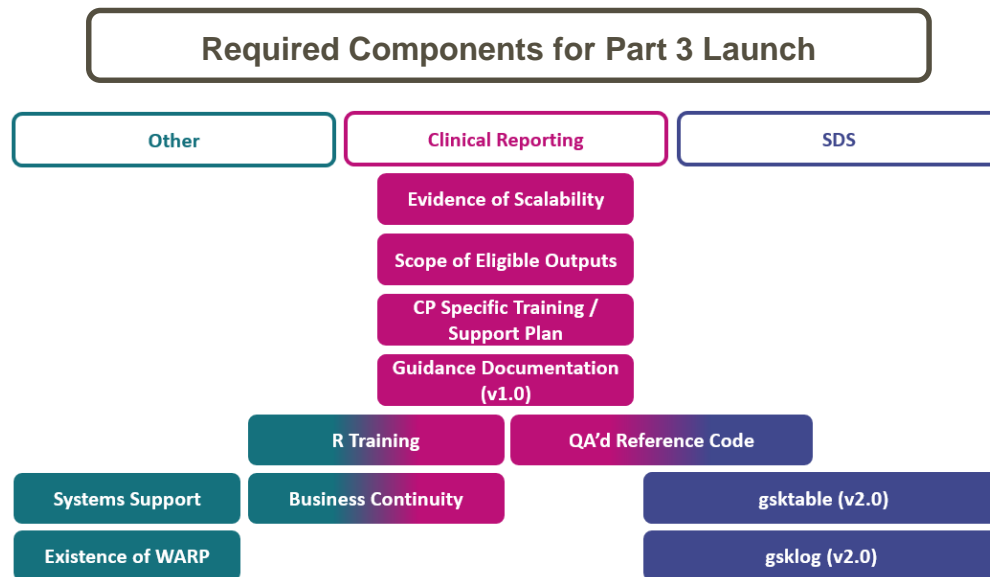 Required Components for Part 3 Launch
Other
Clinical Reporting
SDS
Evidence of Scalability
Scope of Eligible Outputs
CP Specific Training /
Support Plan
Guidance Documentation
(v1.0)
R Training
QA'd Reference Code
Systems Support
Business Continuity
gsktable (v2.0)
Existence of WARP
gsklog (v2.0)